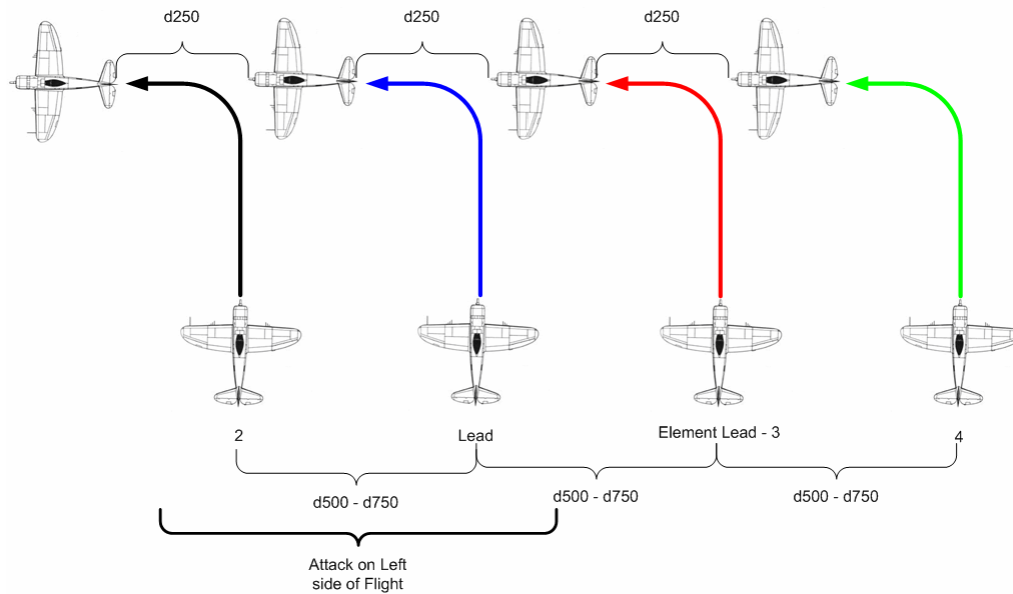 d250
d250
d250
2
Lead
Element Lead - 3
4
d500 - d750
d500 - d750
d500 - d750
Attack on Left
side of Flight